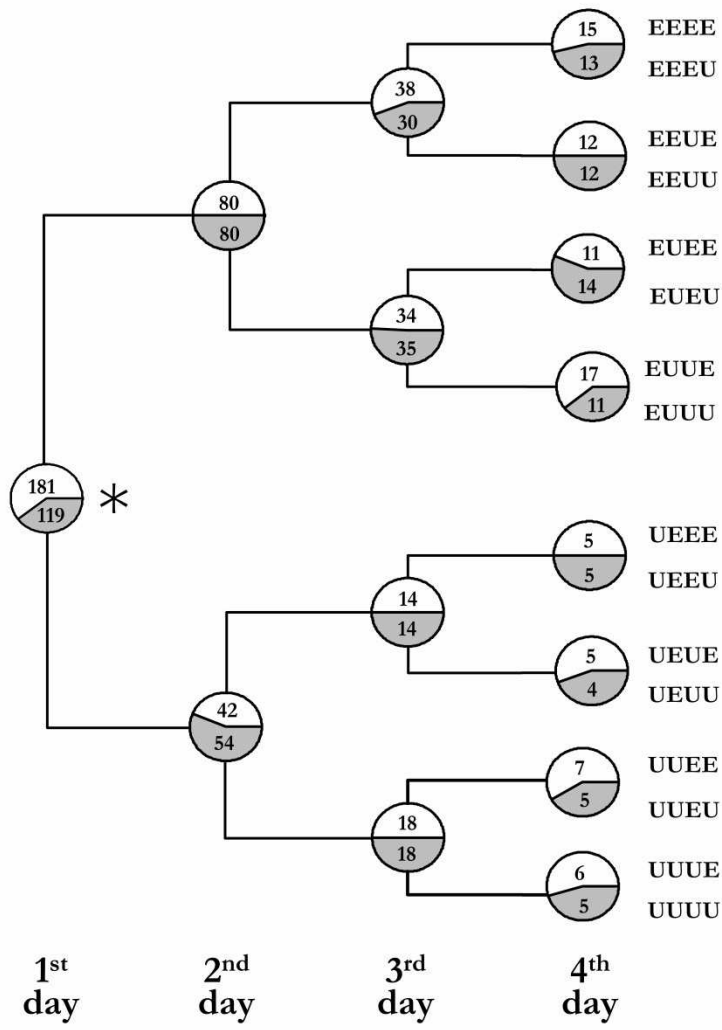 15 EEEE
13 EEEU
38
30
12 EEUE
12 EEUU
80
80
11 EUEE
14 EUEU
34
35
17 EUUE
11 EUUU
181
119 *
5 UEEE
5 UEEU
14
14
5 UEUE
4 UEUU
42
54
7 UUEE
5 UUEU
18
18
6 UUUE
5 UUUU
1st day
2nd day
3rd day
4th day